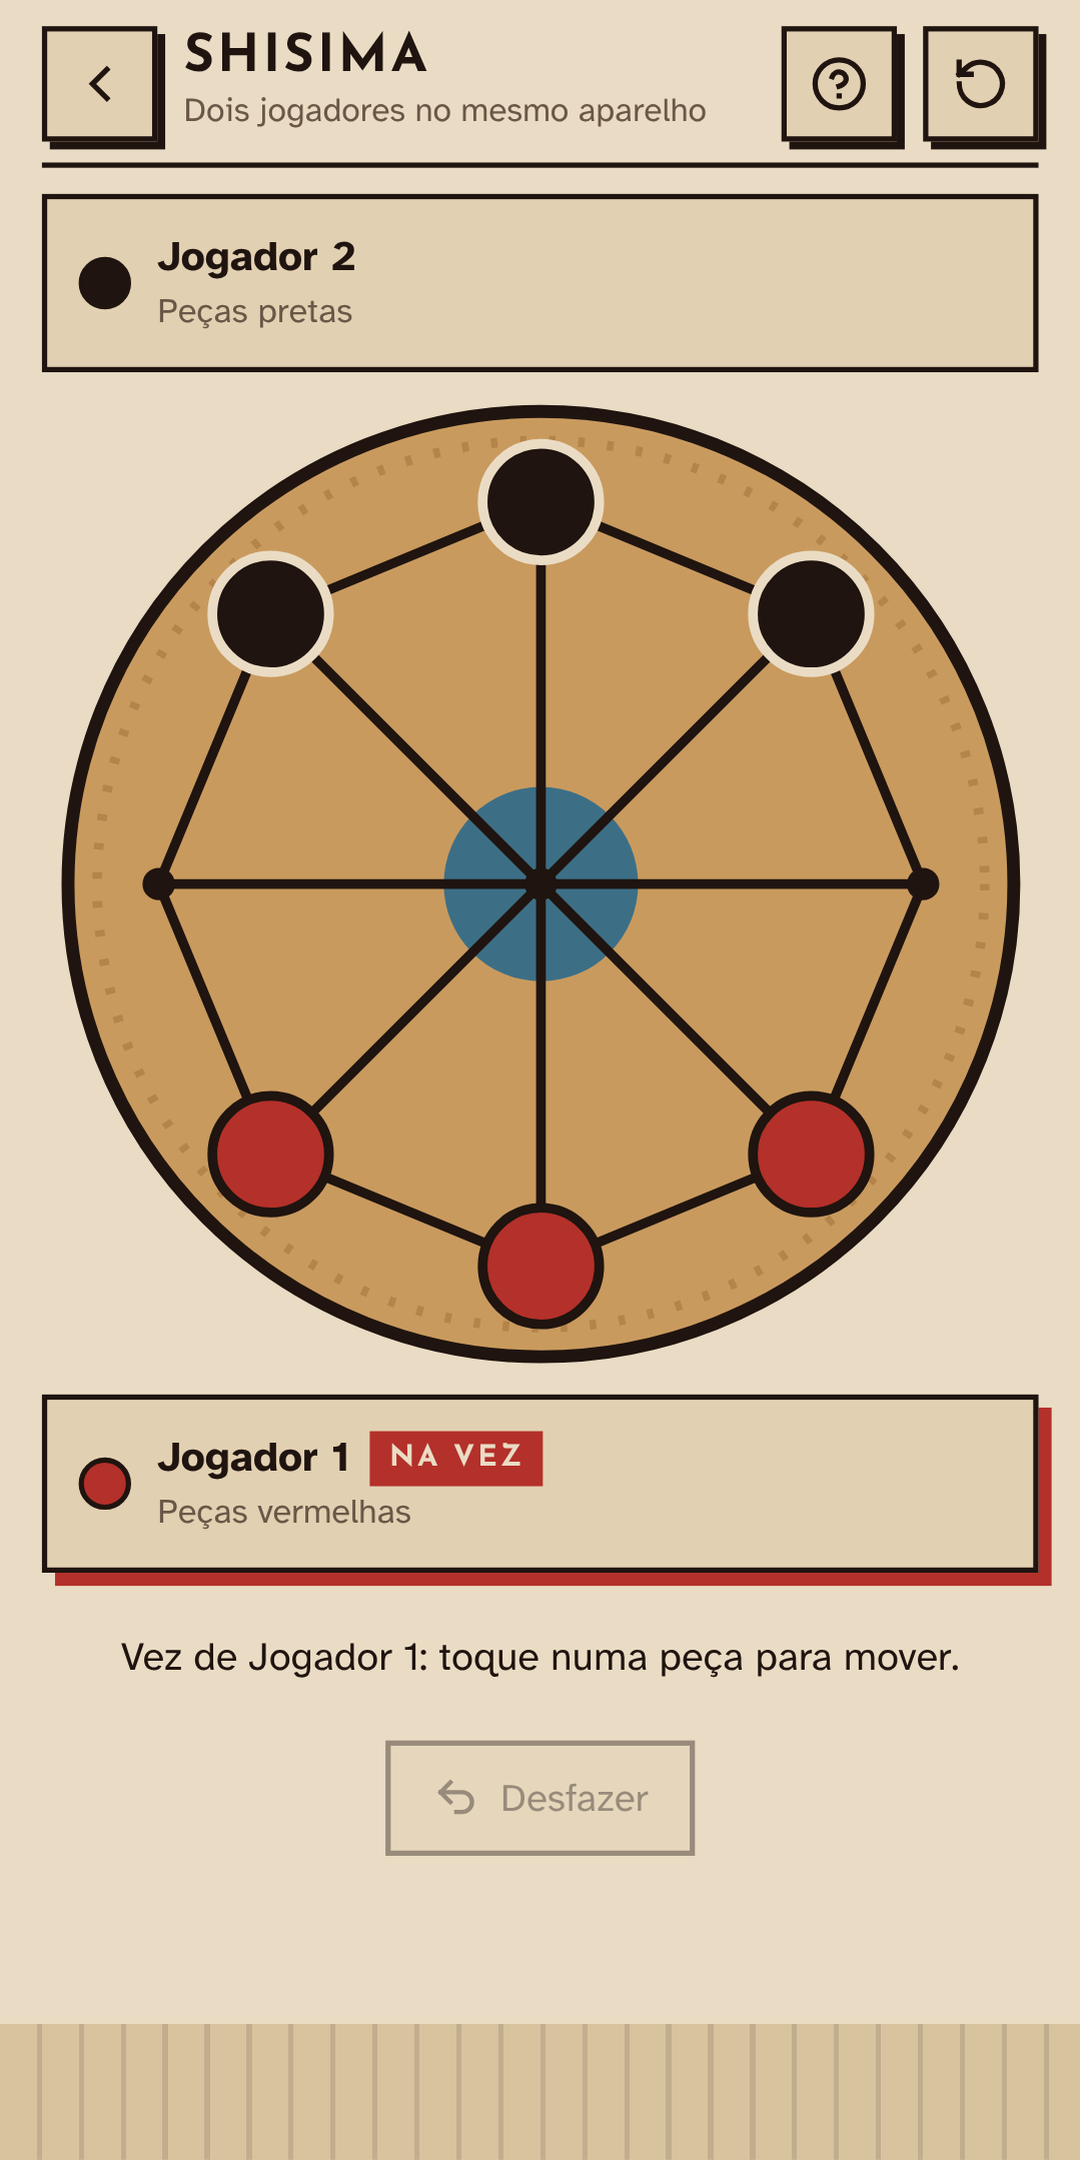 SHISIMA
Dois jogadores no mesmo aparelho
Jogador 2
Peças pretas
Jogador 1 NA VEZ
Peças vermelhas
Vez de Jogador 1: toque numa peça para mover.
Desfazer